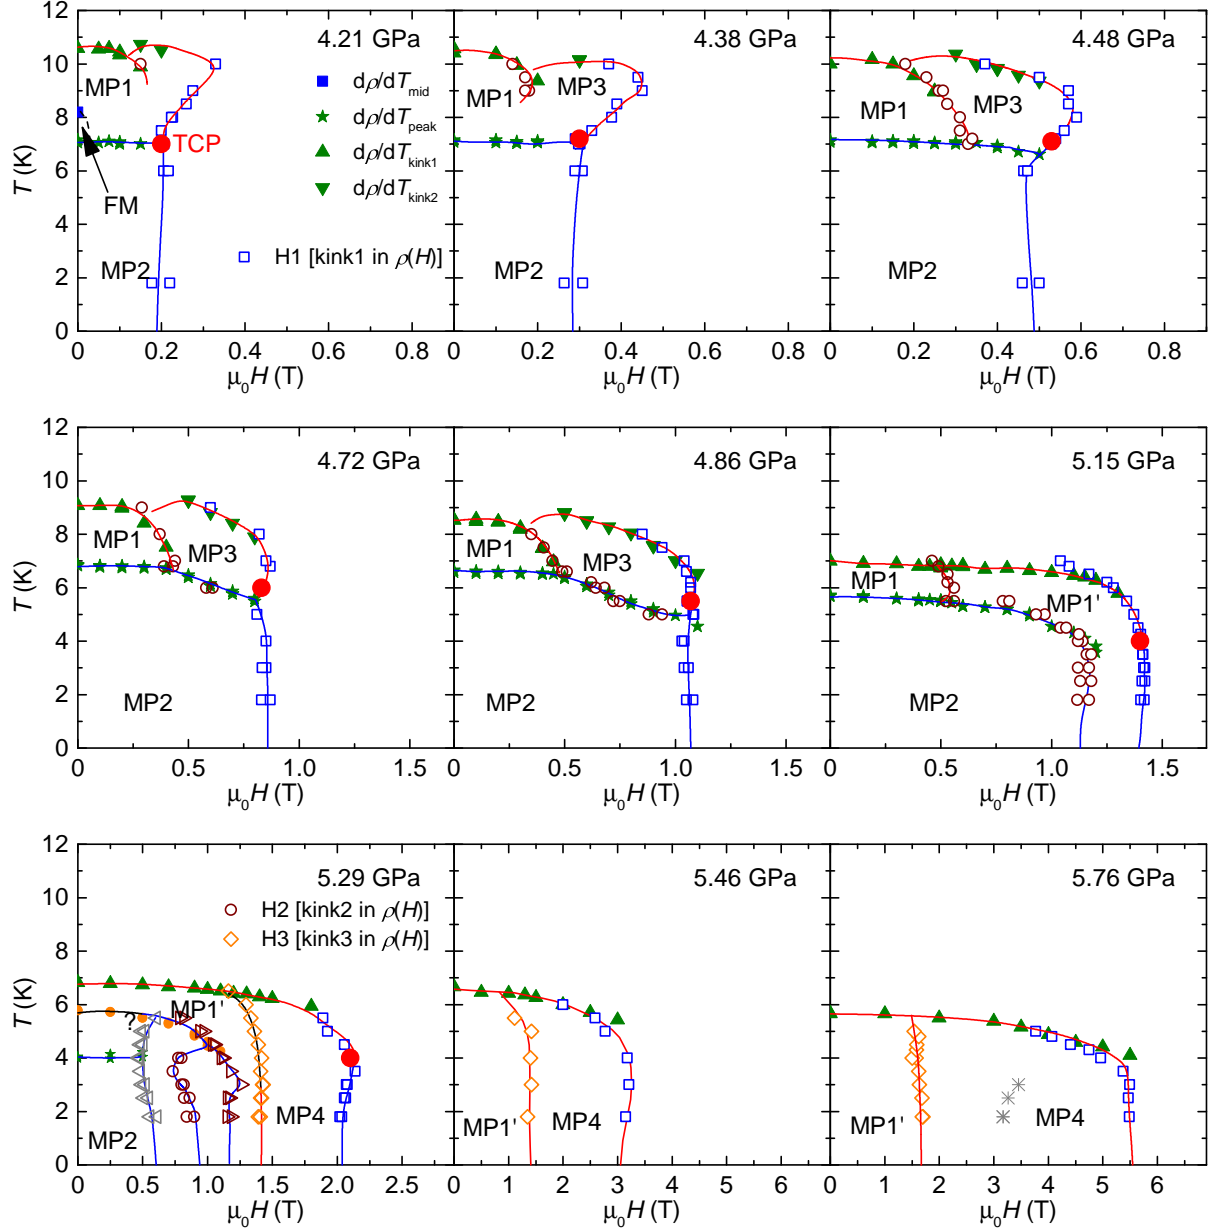 4.21 GPa
4.38 GPa
4.48 GPa
12
10
8
6
4
2
0
T (K)
MP1
TCP
FM
MP2
dρ/dT_mid
dρ/dT_peak
dρ/dT_kink1
dρ/dT_kink2
H1 [kink1 in ρ(H)]
MP3
MP2
MP1
MP3
MP2
0 0.2 0.4 0.6 0.8
μ₀H (T)
0 0.2 0.4 0.6 0.8
μ₀H (T)
0 0.2 0.4 0.6 0.8
μ₀H (T)
4.72 GPa
4.86 GPa
5.15 GPa
12
10
8
6
4
2
0
T (K)
MP1
MP3
MP2
MP1
MP3
MP2
MP1
MP1'
MP2
0 0.5 1.0 1.5
μ₀H (T)
0 0.5 1.0 1.5
μ₀H (T)
0 0.5 1.0 1.5
μ₀H (T)
5.29 GPa
5.46 GPa
5.76 GPa
12
10
8
6
4
2
0
T (K)
H2 [kink2 in ρ(H)]
H3 [kink3 in ρ(H)]
MP1'
?
MP2
MP4
MP1'
MP4
MP1'
MP4
0.0 0.5 1.0 1.5 2.0 2.5
μ₀H (T)
0 1 2 3 4 5 6
μ₀H (T)
0 1 2 3 4 5 6
μ₀H (T)